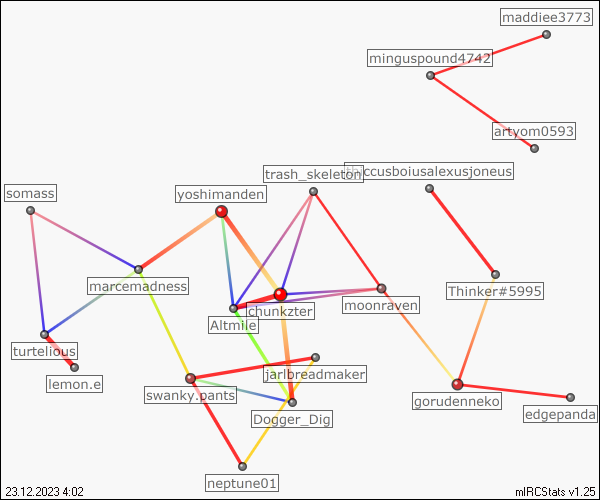 maddiee3773
minguspound4742
artyom0593
trash_skeleton
thiccusboiusalexusjoneus
somass
yoshimanden
marcemadness
Thinker#5995
chunkzter
moonraven
Altmile
turtelious
jarlbreadmaker
lemon.e
swanky.pants
gorudenneko
Dogger_Dig
edgepanda
neptune01
23.12.2023 4:02
mIRCStats v1.25